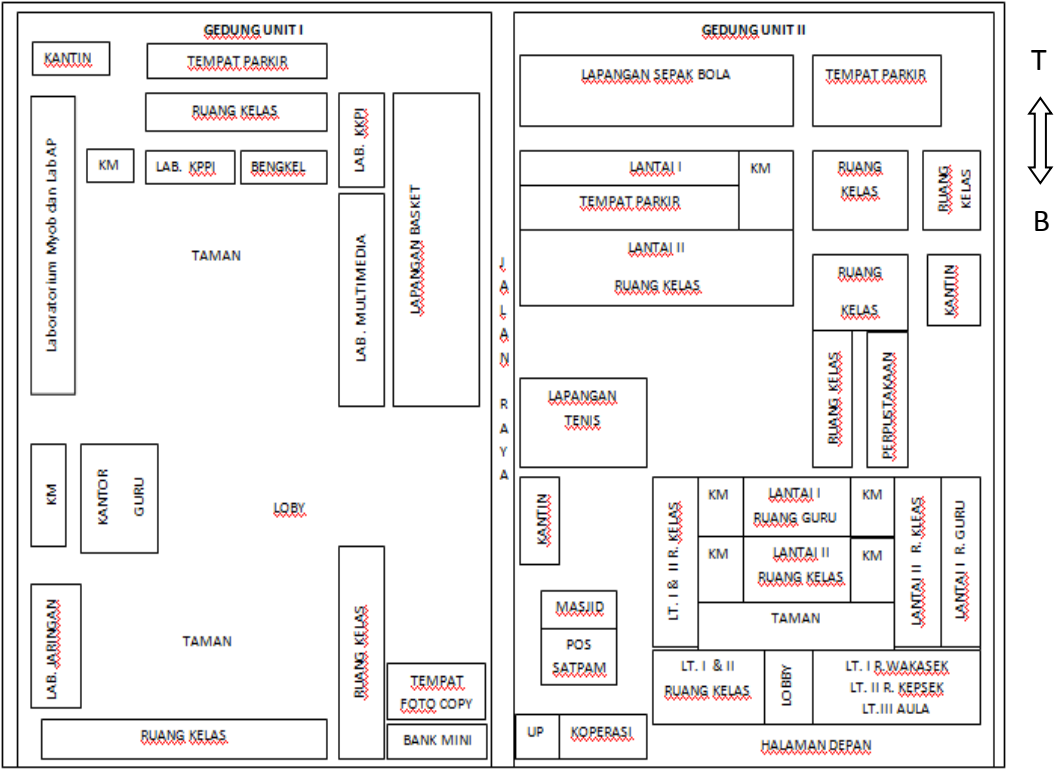 GEDUNG UNIT I
KANTIN
TEMPAT PARKIR
RUANG KELAS
LAB. KKPI
Laboratorium Myob dan Lab AP
KM
LAB. KPPI
BENGKEL
LAPANGAN BASKET
TAMAN
LAB. MULTIMEDIA
KM
KANTOR
GURU
LOBY
LAB. JARINGAN
TAMAN
RUANG KELAS
TEMPAT
FOTO COPY
RUANG KELAS
BANK MINI
JALAN RAYA
GEDUNG UNIT II
LAPANGAN SEPAK BOLA
TEMPAT PARKIR
LANTAI I
KM
TEMPAT PARKIR
LANTAI II
RUANG KELAS
RUANG
KELAS
RUANG
KELAS
RUANG
KELAS
KANTIN
RUANG KELAS
PERPUSTAKAAN
LAPANGAN
TENIS
KANTIN
LT. I & II R. KELAS
KM
LANTAI I
RUANG GURU
KM
KM
LANTAI II
RUANG KELAS
KM
LANTAI II R. KLEAS
LANTAI I R. GURU
TAMAN
MASJID
POS
SATPAM
LT. I & II
RUANG KELAS
LOBBY
LT. I R.WAKASEK
LT. II R. KEPSEK
LT.III AULA
UP
KOPERASI
HALAMAN DEPAN
T
B